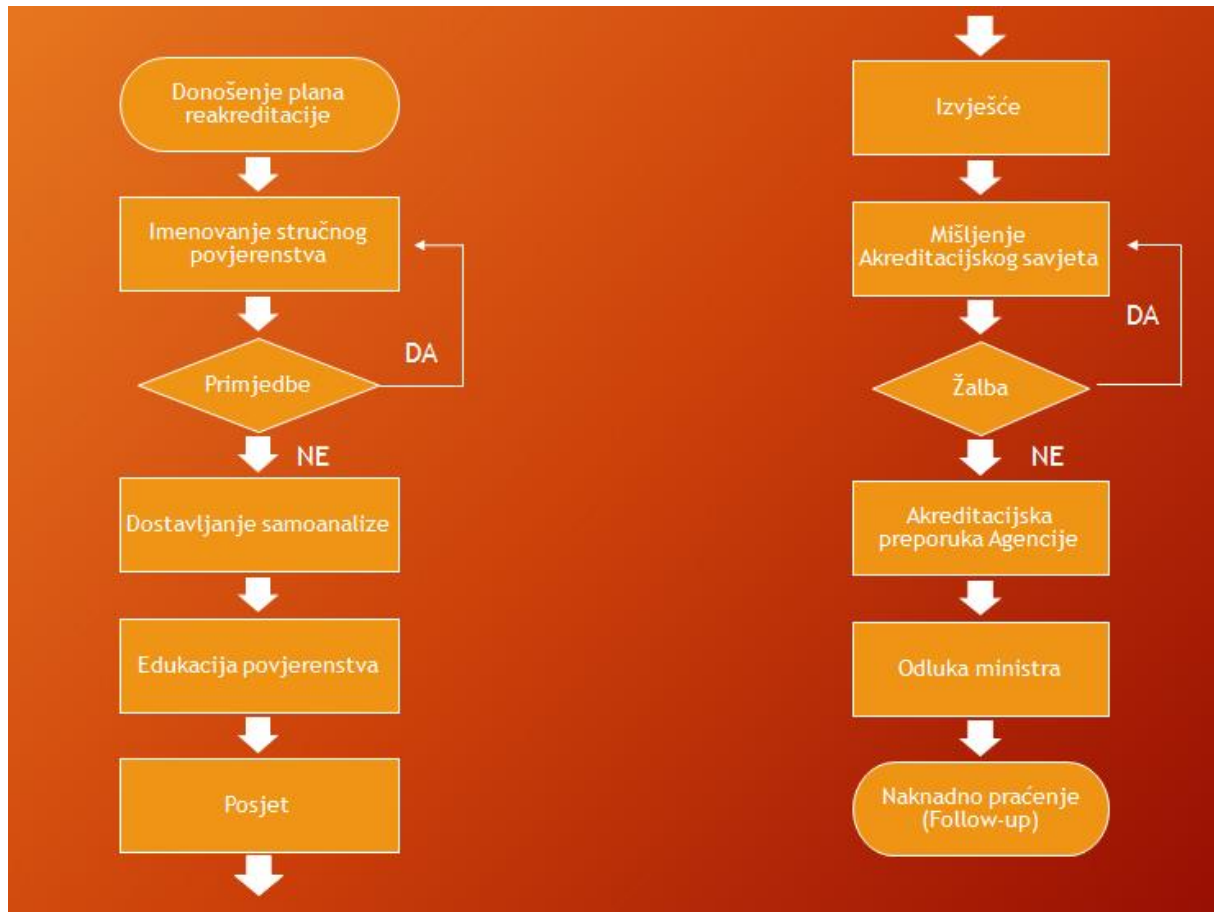 Donošenje plana
reakreditacije
Imenovanje stručnog
povjerenstva
DA
Primjedbe
NE
Dostavljanje samoanalize
Edukacija povjerenstva
Posjet
Izvješće
Mišljenje
Akreditacijskog savjeta
DA
Žalba
NE
Akreditacijska
preporuka Agencije
Odluka ministra
Naknadno praćenje
(Follow-up)